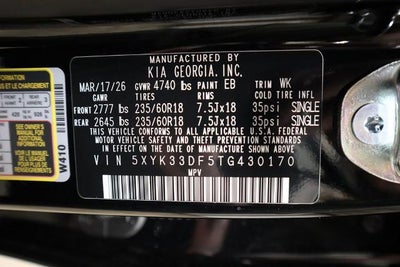 MANUFACTURED BY
KIA GEORGIA, INC.
MAR/17/26 GVWR 4740 lbs PAINT EB TRIM WK
GAWR TIRES RIMS COLD TIRE INFL
FRONT 2777 lbs 235/60R18 7.5Jx18 35psi SINGLE
REAR 2645 lbs 235/60R18 7.5Jx18 35psi SINGLE
THIS VEHICLE CONFORMS TO ALL APPLICABLE FEDERAL MOTOR
VEHICLE SAFETY AND THEFT PREVENTION STANDARDS
IN EFFECT ON THE DATE OF MANUFACTURE SHOWN ABOVE.
VIN 5XYK33DF5TG430170
MPV
W410